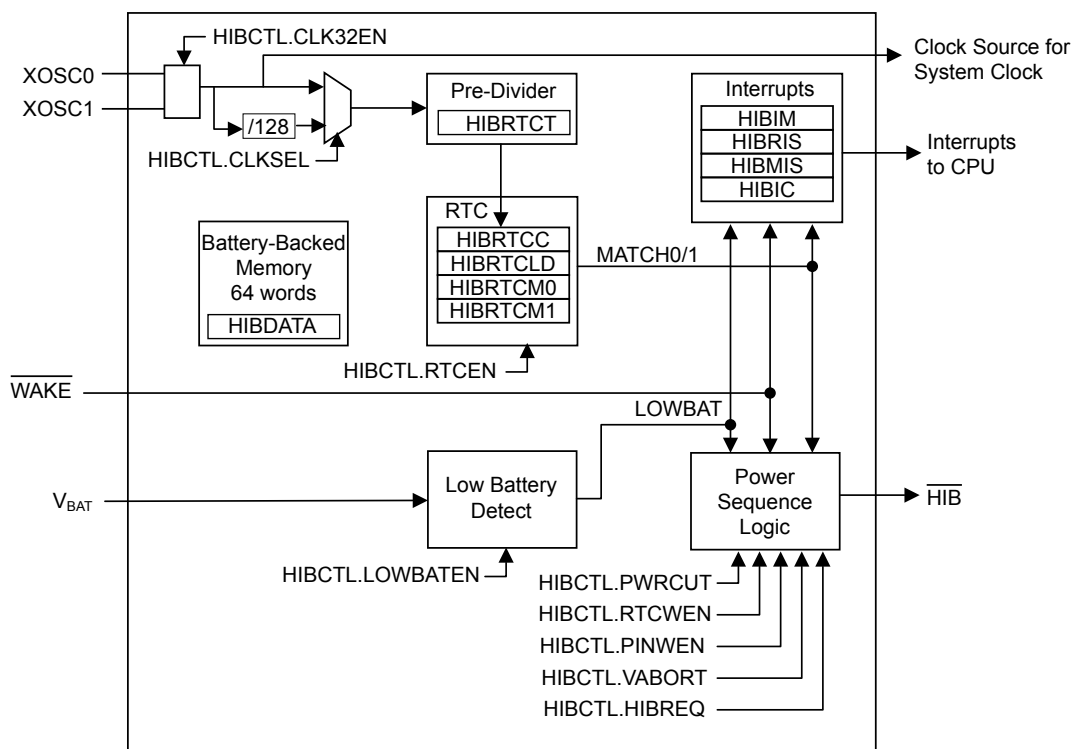 HIBCTL.CLK32EN
XOSC0
XOSC1
/128
HIBCTL.CLKSEL
Pre-Divider
HIBRTCT
Clock Source for
System Clock
Interrupts
HIBIM
HIBRIS
HIBMIS
HIBIC
Interrupts
to CPU
Battery-Backed
Memory
64 words
HIBDATA
RTC
HIBRTCC
HIBRTCLD
HIBRTCM0
HIBRTCM1
MATCH0/1
HIBCTL.RTCEN
WAKE
LOWBAT
VBAT
Low Battery
Detect
HIBCTL.LOWBATEN
Power
Sequence
Logic
HIB
HIBCTL.PWRCUT
HIBCTL.RTCWEN
HIBCTL.PINWEN
HIBCTL.VABORT
HIBCTL.HIBREQ